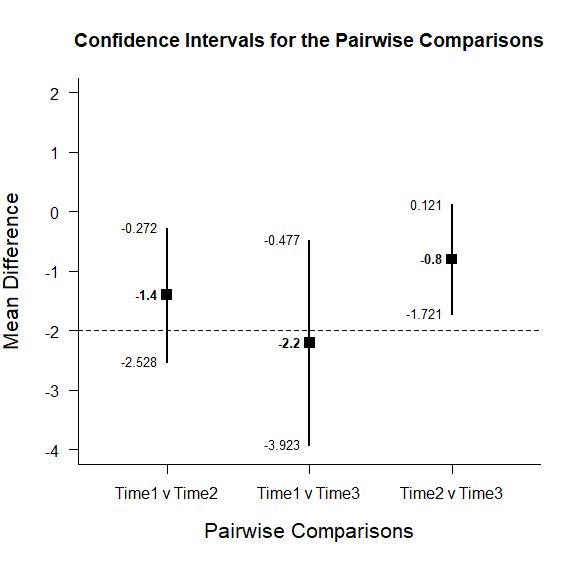 Confidence Intervals for the Pairwise Comparisons
Mean Difference
2
1
0
-1
-2
-3
-4
-0.272
-1.4
-2.528
-0.477
-2.2
-3.923
0.121
-0.8
-1.721
Time1 v Time2
Time1 v Time3
Time2 v Time3
Pairwise Comparisons